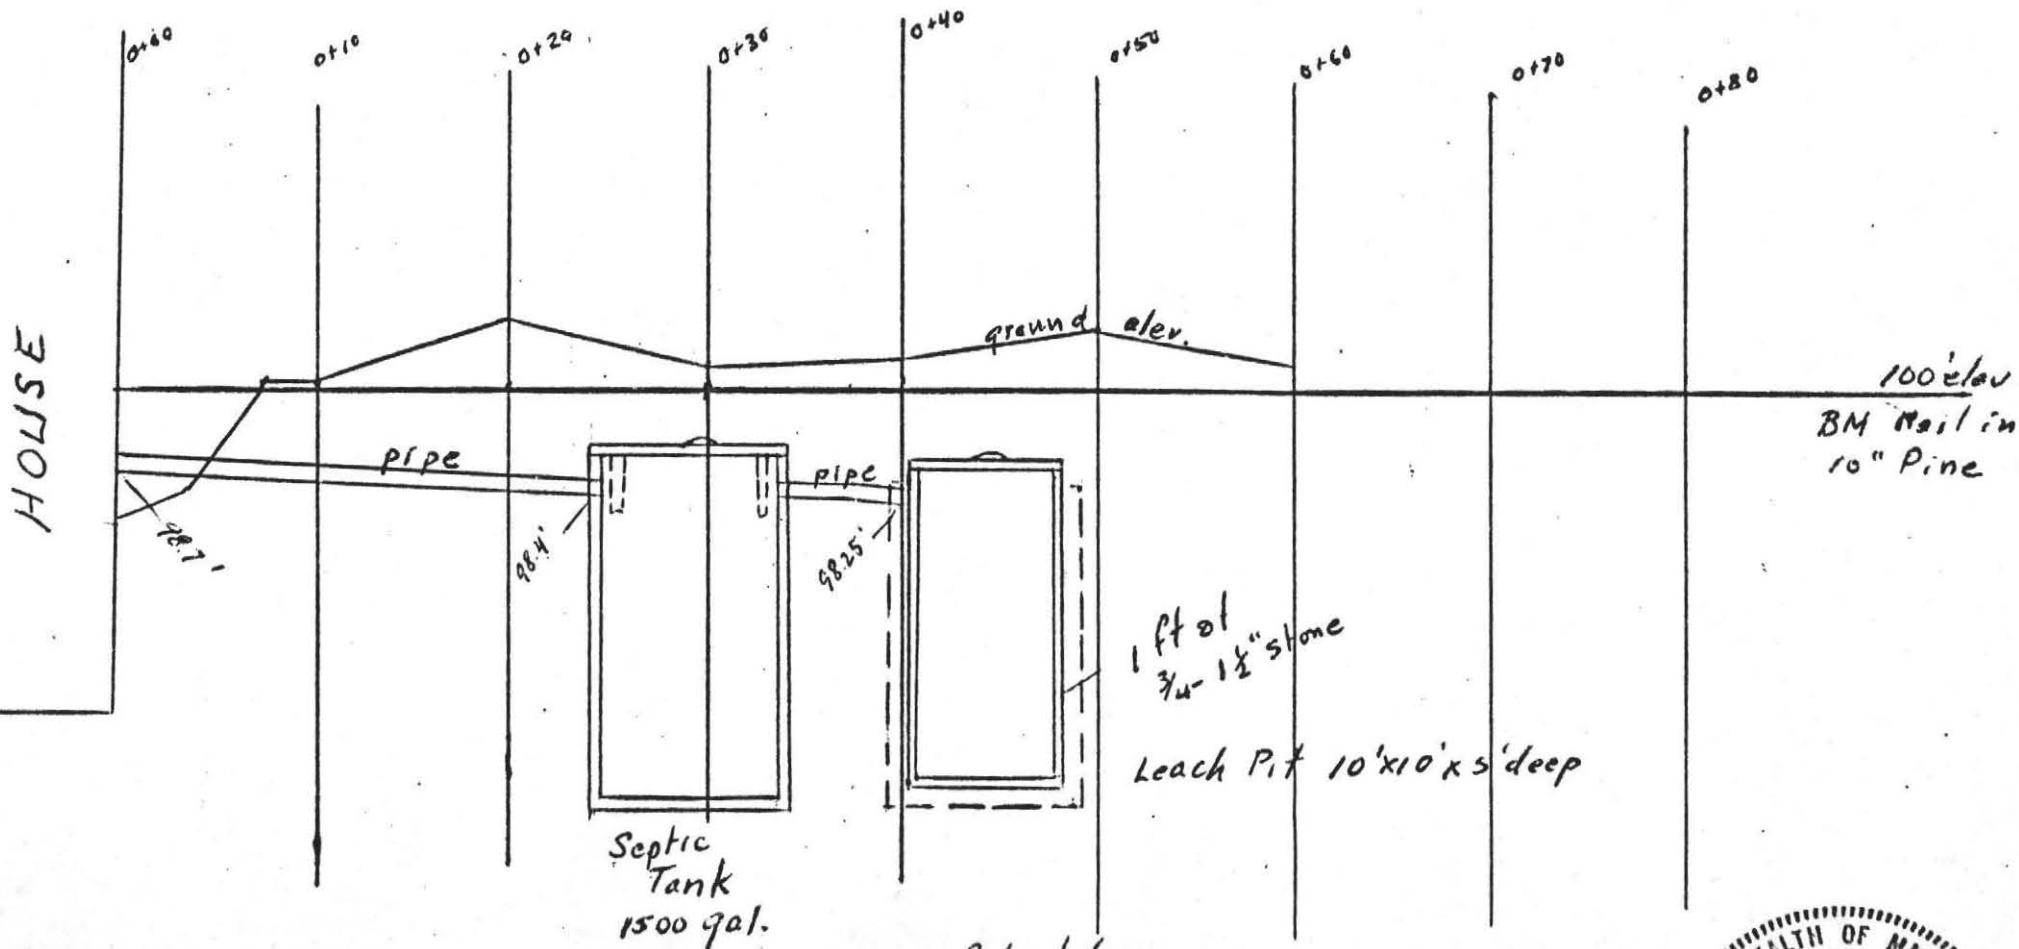 0+00
0+10
0+20
0+30
0+40
0+50
0+60
0+70
0+80
HOUSE
ground elev.
100' elev
BM Nail in
10" Pine
pipe
pipe
98.7'
98.4'
98.25'
1 ft of
3/4 - 1 1/2" stone
Leach Pit 10'x10'x5' deep
Septic
Tank
1500 gal.